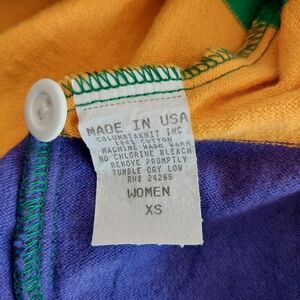 MADE IN USA
COLUMBIAKNIT INC
100% COTTON
MACHINE WASH WARM
NO CHLORINE BLEACH
REMOVE PROMPTLY
TUMBLE DRY LOW
RN# 24265
WOMEN
XS